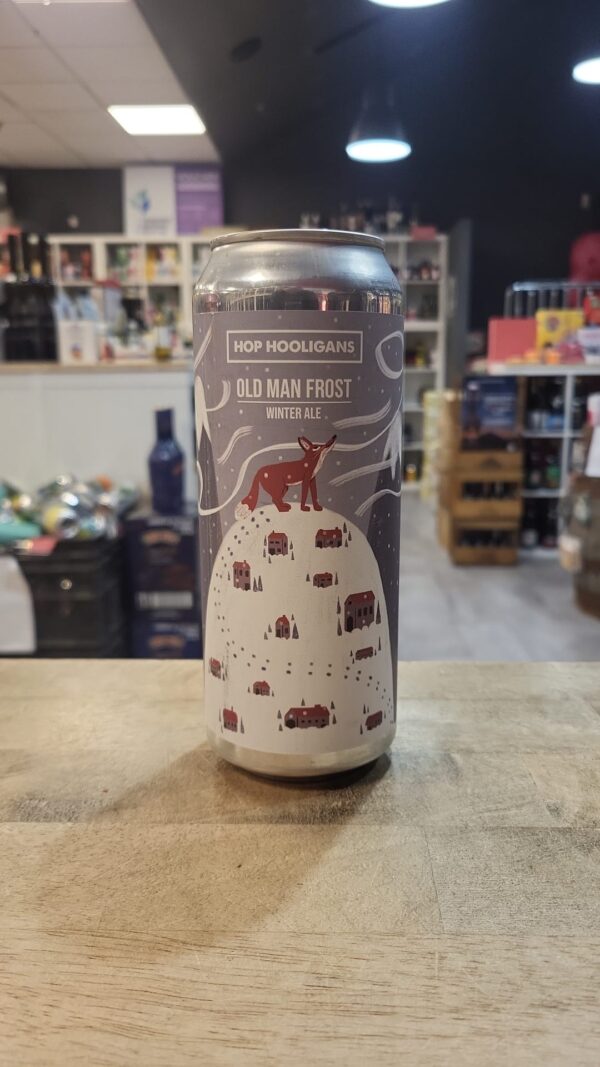 HOP HOOLIGANS
OLD MAN FROST
WINTER ALE